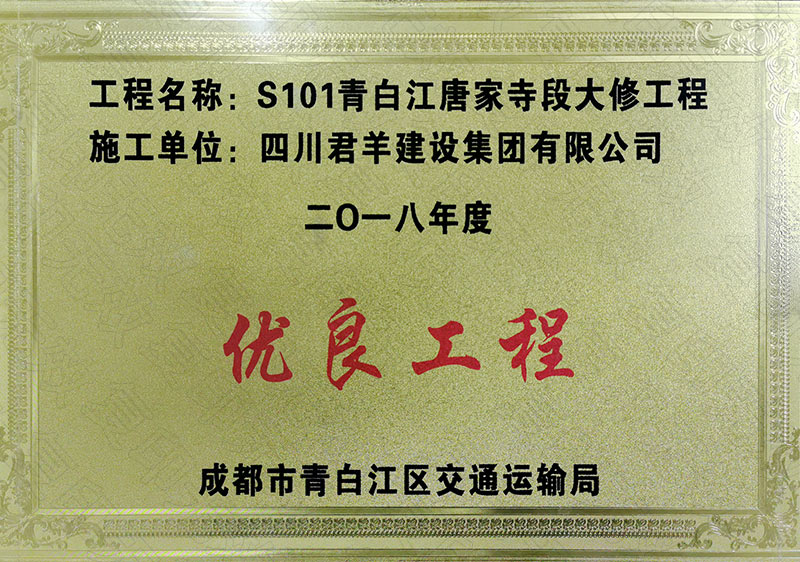 工程名称：S101青白江唐家寺段大修工程
施工单位：四川君羊建设集团有限公司
二〇一八年度
优良工程
成都市青白江区交通运输局